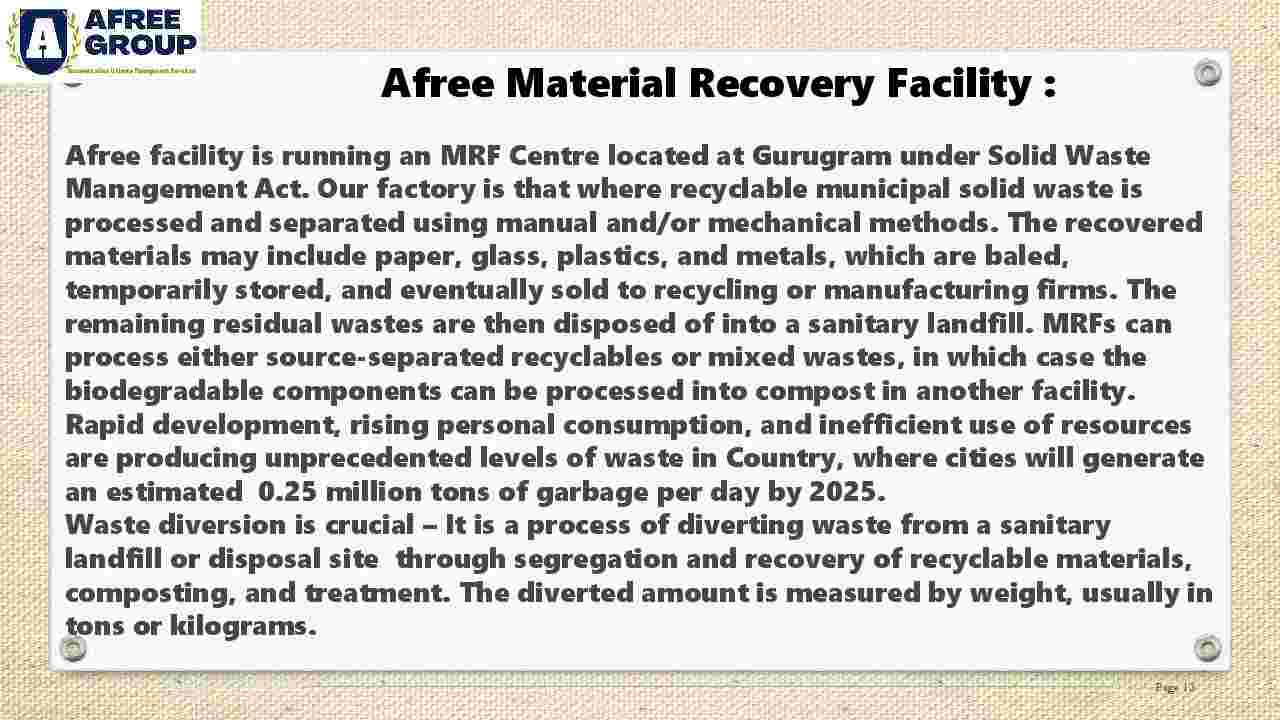 AFREE
GROUP
Afree Material Recovery Facility :
Afree facility is running an MRF Centre located at Gurugram under Solid Waste
Management Act. Our factory is that where recyclable municipal solid waste is
processed and separated using manual and/or mechanical methods. The recovered
materials may include paper, glass, plastics, and metals, which are baled,
temporarily stored, and eventually sold to recycling or manufacturing firms. The
remaining residual wastes are then disposed of into a sanitary landfill. MRFs can
process either source-separated recyclables or mixed wastes, in which case the
biodegradable components can be processed into compost in another facility.
Rapid development, rising personal consumption, and inefficient use of resources
are producing unprecedented levels of waste in Country, where cities will generate
an estimated  0.25 million tons of garbage per day by 2025.
Waste diversion is crucial – It is a process of diverting waste from a sanitary
landfill or disposal site  through segregation and recovery of recyclable materials,
composting, and treatment. The diverted amount is measured by weight, usually in
tons or kilograms.
Page 13